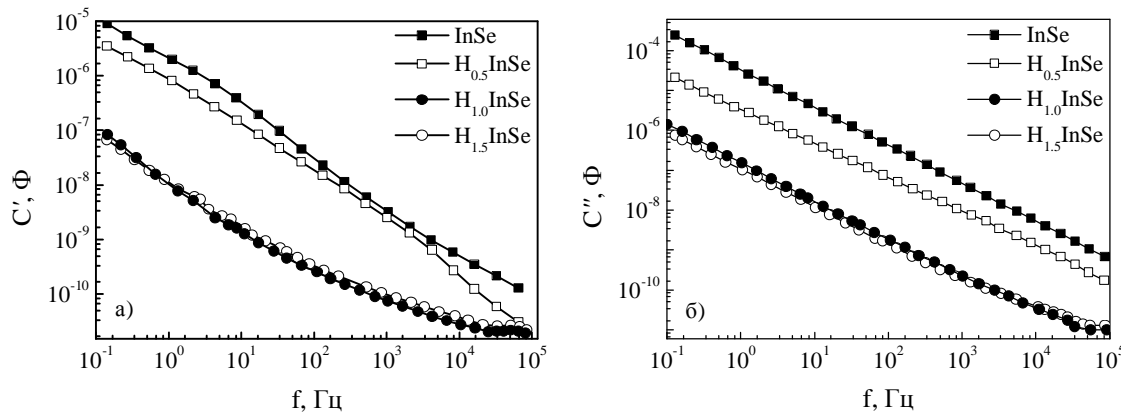 10⁻⁵
10⁻⁶
10⁻⁷
10⁻⁸
10⁻⁹
10⁻¹⁰
C′, Ф
InSe
H₀.₅InSe
H₁.₀InSe
H₁.₅InSe
а)
10⁻¹ 10⁰ 10¹ 10² 10³ 10⁴ 10⁵
f, Гц
10⁻⁴
10⁻⁶
10⁻⁸
10⁻¹⁰
C″, Ф
InSe
H₀.₅InSe
H₁.₀InSe
H₁.₅InSe
б)
10⁻¹ 10⁰ 10¹ 10² 10³ 10⁴ 10⁵
f, Гц